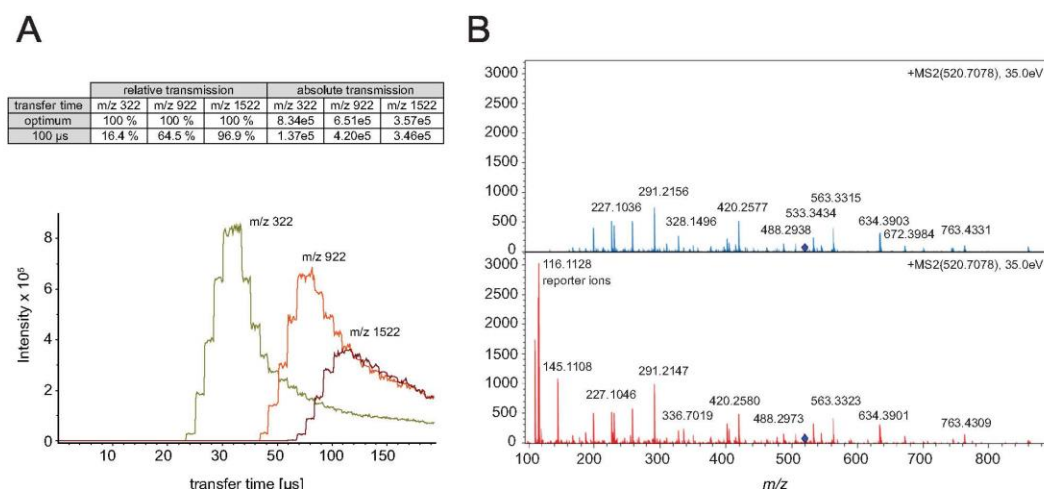 A
relative transmission absolute transmission
transfer time m/z 322 m/z 922 m/z 1522 m/z 322 m/z 922 m/z 1522
optimum 100 % 100 % 100 % 8.34e5 6.51e5 3.57e5
100 µs 16.4 % 64.5 % 96.9 % 1.37e5 4.20e5 3.46e5
Intensity x 10⁵
8
6
4
2
0
m/z 322
m/z 922
m/z 1522
50 50 50 50 100 150
transfer time [µs]
B
+MS2(520.7078), 35.0eV
3000
2500
2000
1500
1000
500
0
291.2156
227.1036
328.1496
420.2577
488.2938
533.3434
563.3315
634.3903
672.3984
763.4331
+MS2(520.7078), 35.0eV
116.1128
reporter ions
3000
2500
2000
1500
1000
500
0
145.1108
227.1046
291.2147
336.7019
420.2580
488.2973
563.3323
634.3901
763.4309
100 200 300 400 500 600 700 800
m/z